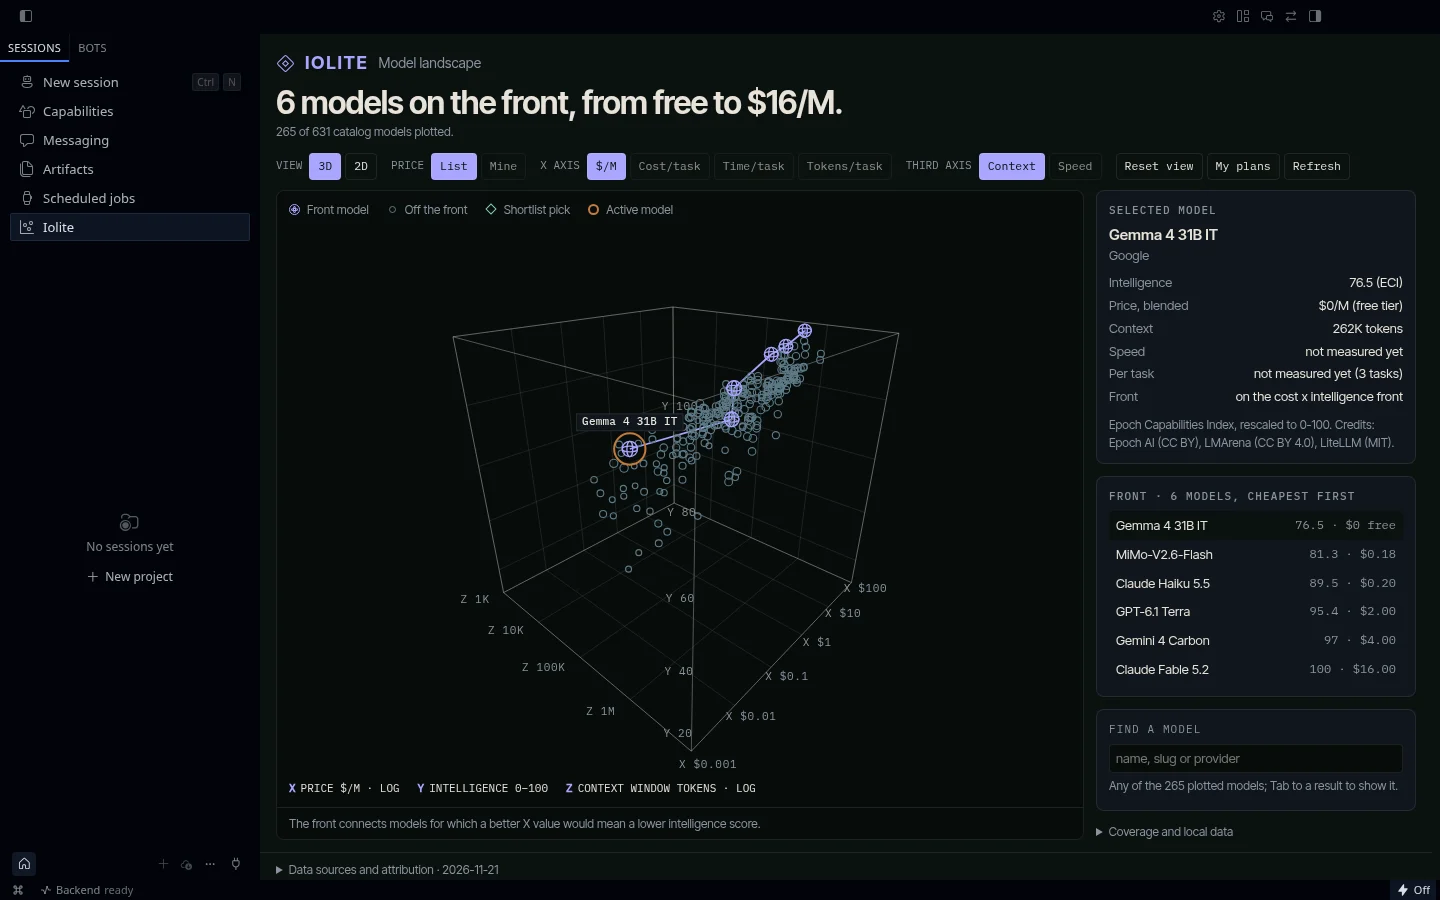 SESSIONS BOTS
New session Ctrl N
Capabilities
Messaging
Artifacts
Scheduled jobs
Iolite
No sessions yet
New project
Backend ready
IOLITE Model landscape
6 models on the front, from free to $16/M.
265 of 631 catalog models plotted.
VIEW 3D 2D PRICE List Mine X AXIS $/M Cost/task Time/task Tokens/task THIRD AXIS Context Speed Reset view My plans Refresh
Front model Off the front Shortlist pick Active model
Y 100
Gemma 4 31B IT
Y 80
X $100
Z 1K
Y 60
X $10
Z 10K
X $1
Z 100K
Y 40
X $0.1
Z 1M
X $0.01
Y 20
X $0.001
X PRICE $/M · LOG Y INTELLIGENCE 0–100 Z CONTEXT WINDOW TOKENS · LOG
The front connects models for which a better X value would mean a lower intelligence score.
SELECTED MODEL
Gemma 4 31B IT
Google
Intelligence 76.5 (ECI)
Price, blended $0/M (free tier)
Context 262K tokens
Speed not measured yet
Per task not measured yet (3 tasks)
Front on the cost x intelligence front
Epoch Capabilities Index, rescaled to 0-100. Credits:
Epoch AI (CC BY), LMArena (CC BY 4.0), LiteLLM (MIT).
FRONT · 6 MODELS, CHEAPEST FIRST
Gemma 4 31B IT 76.5 · $0 free
MiMo-V2.6-Flash 81.3 · $0.18
Claude Haiku 5.5 89.5 · $0.20
GPT-6.1 Terra 95.4 · $2.00
Gemini 4 Carbon 97 · $4.00
Claude Fable 5.2 100 · $16.00
FIND A MODEL
name, slug or provider
Any of the 265 plotted models; Tab to a result to show it.
Coverage and local data
Data sources and attribution · 2026-11-21
Off